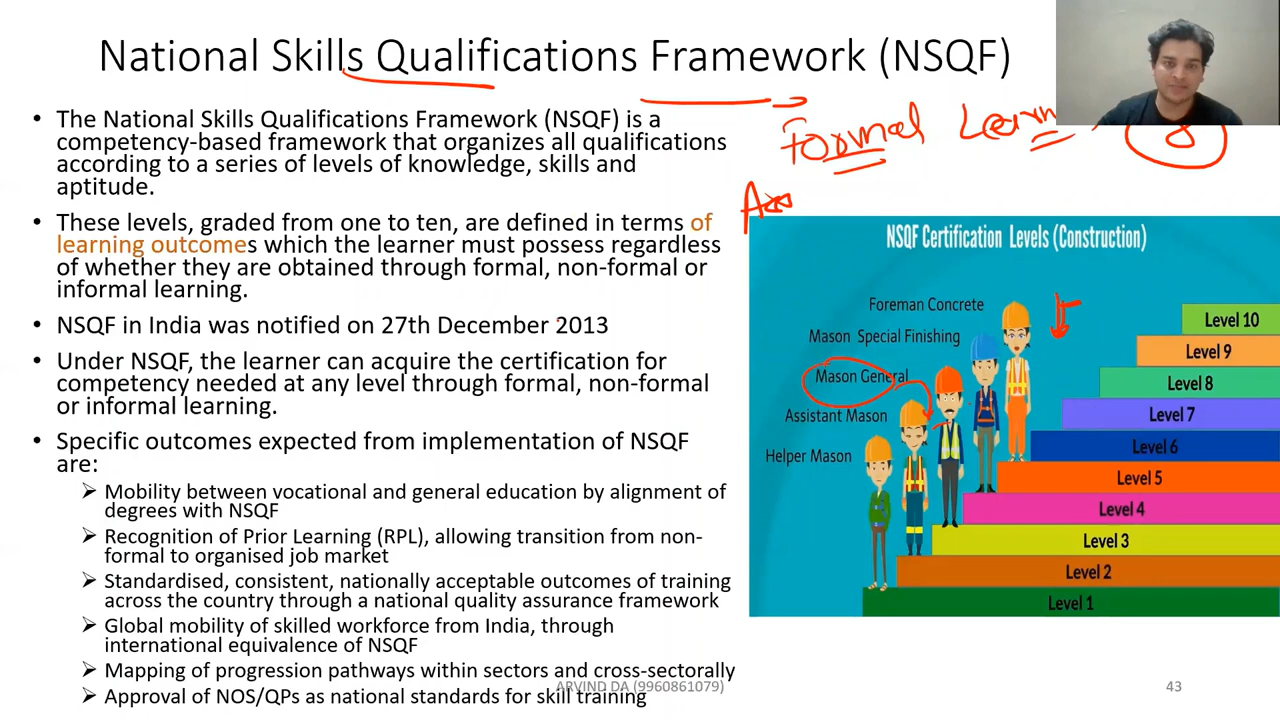 National Skills Qualifications Framework (NSQF)
• The National Skills Qualifications Framework (NSQF) is a
competency-based framework that organizes all qualifications
according to a series of levels of knowledge, skills and
aptitude.
• These levels, graded from one to ten, are defined in terms of
learning outcomes which the learner must possess regardless
of whether they are obtained through formal, non-formal or
informal learning.
• NSQF in India was notified on 27th December 2013
• Under NSQF, the learner can acquire the certification for
competency needed at any level through formal, non-formal
or informal learning.
• Specific outcomes expected from implementation of NSQF
are:
➢ Mobility between vocational and general education by alignment of
degrees with NSQF
➢ Recognition of Prior Learning (RPL), allowing transition from non-
formal to organised job market
➢ Standardised, consistent, nationally acceptable outcomes of training
across the country through a national quality assurance framework
➢ Global mobility of skilled workforce from India, through
international equivalence of NSQF
➢ Mapping of progression pathways within sectors and cross-sectorally
➢ Approval of NOS/QPs as national standards for skill training
Formal Learn
NSQF Certification Levels (Construction)
Foreman Concrete
Mason Special Finishing
Mason General
Assistant Mason
Helper Mason
Level 10
Level 9
Level 8
Level 7
Level 6
Level 5
Level 4
Level 3
Level 2
Level 1
ARVIND DA (9960861079)
43